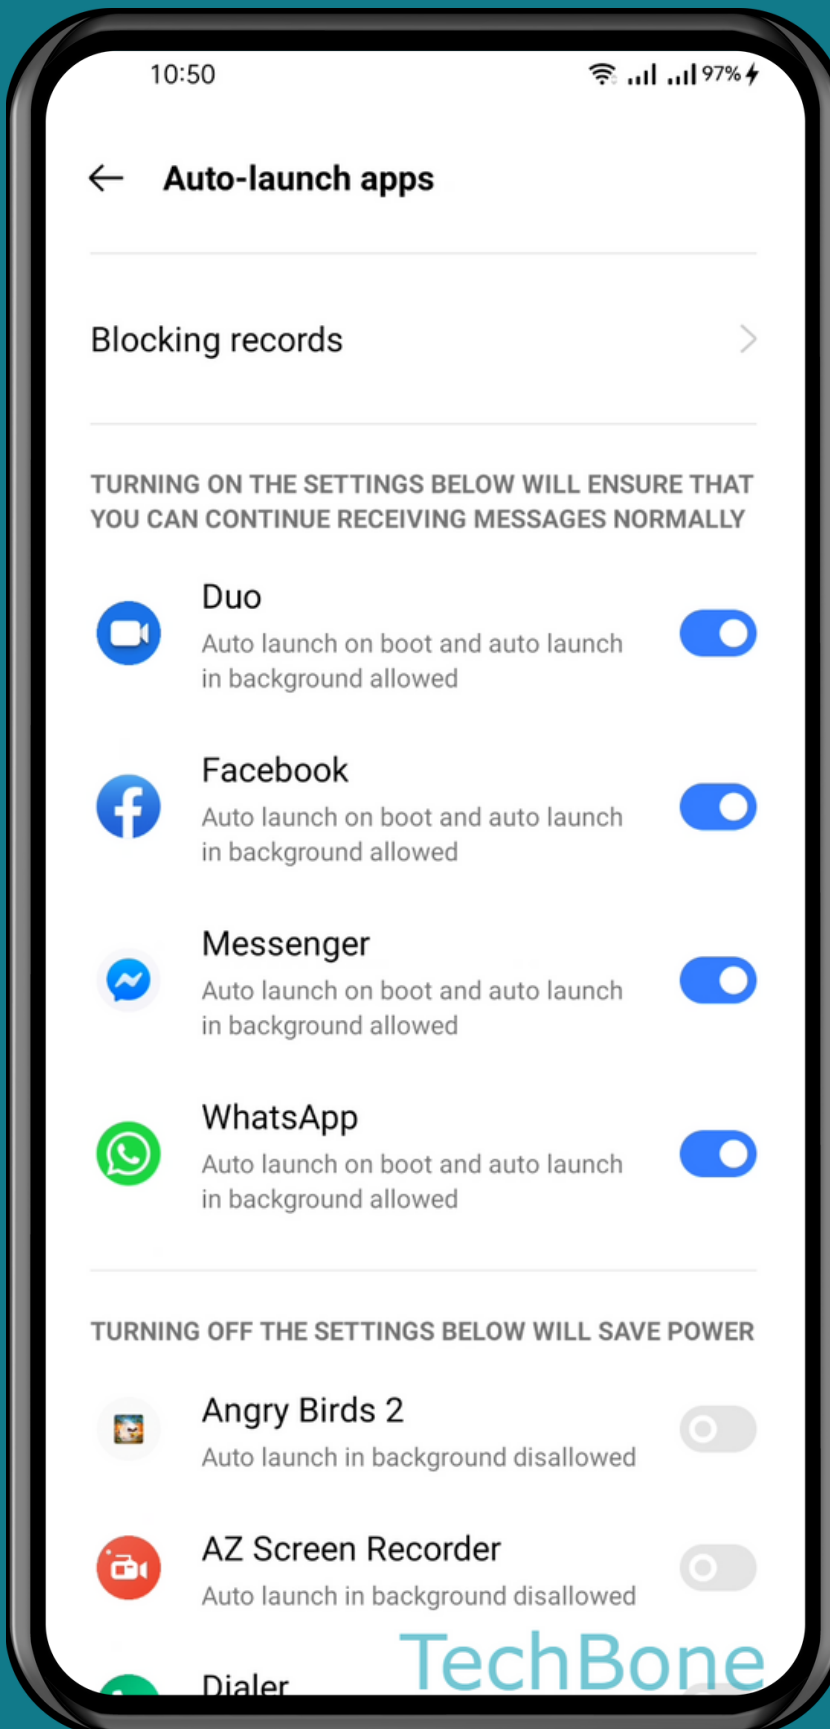 10:50
97%
Auto-launch apps
Blocking records
TURNING ON THE SETTINGS BELOW WILL ENSURE THAT
YOU CAN CONTINUE RECEIVING MESSAGES NORMALLY
Duo
Auto launch on boot and auto launch
in background allowed
Facebook
Auto launch on boot and auto launch
in background allowed
Messenger
Auto launch on boot and auto launch
in background allowed
WhatsApp
Auto launch on boot and auto launch
in background allowed
TURNING OFF THE SETTINGS BELOW WILL SAVE POWER
Angry Birds 2
Auto launch in background disallowed
AZ Screen Recorder
Auto launch in background disallowed
Dialer
TechBone